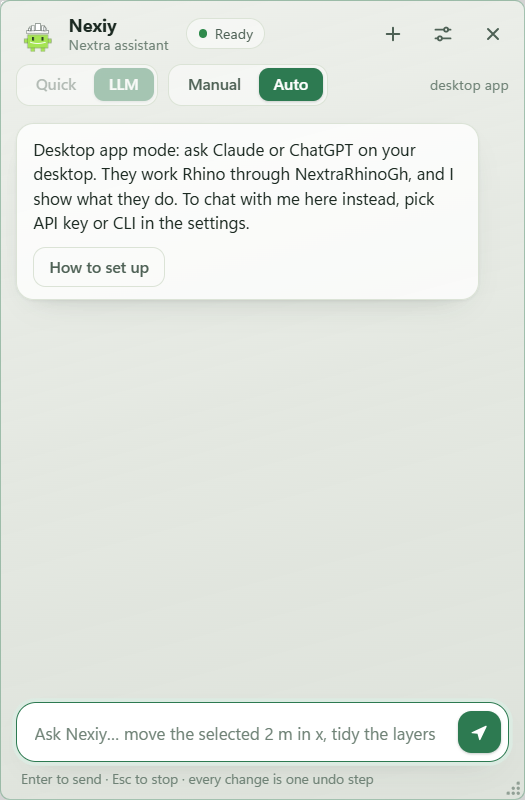 Nexiy
Nextra assistant
Ready
Quick
LLM
Manual
Auto
desktop app
Desktop app mode: ask Claude or ChatGPT on your
desktop. They work Rhino through NextraRhinoGh, and I
show what they do. To chat with me here instead, pick
API key or CLI in the settings.
How to set up
Ask Nexiy... move the selected 2 m in x, tidy the layers
Enter to send · Esc to stop · every change is one undo step